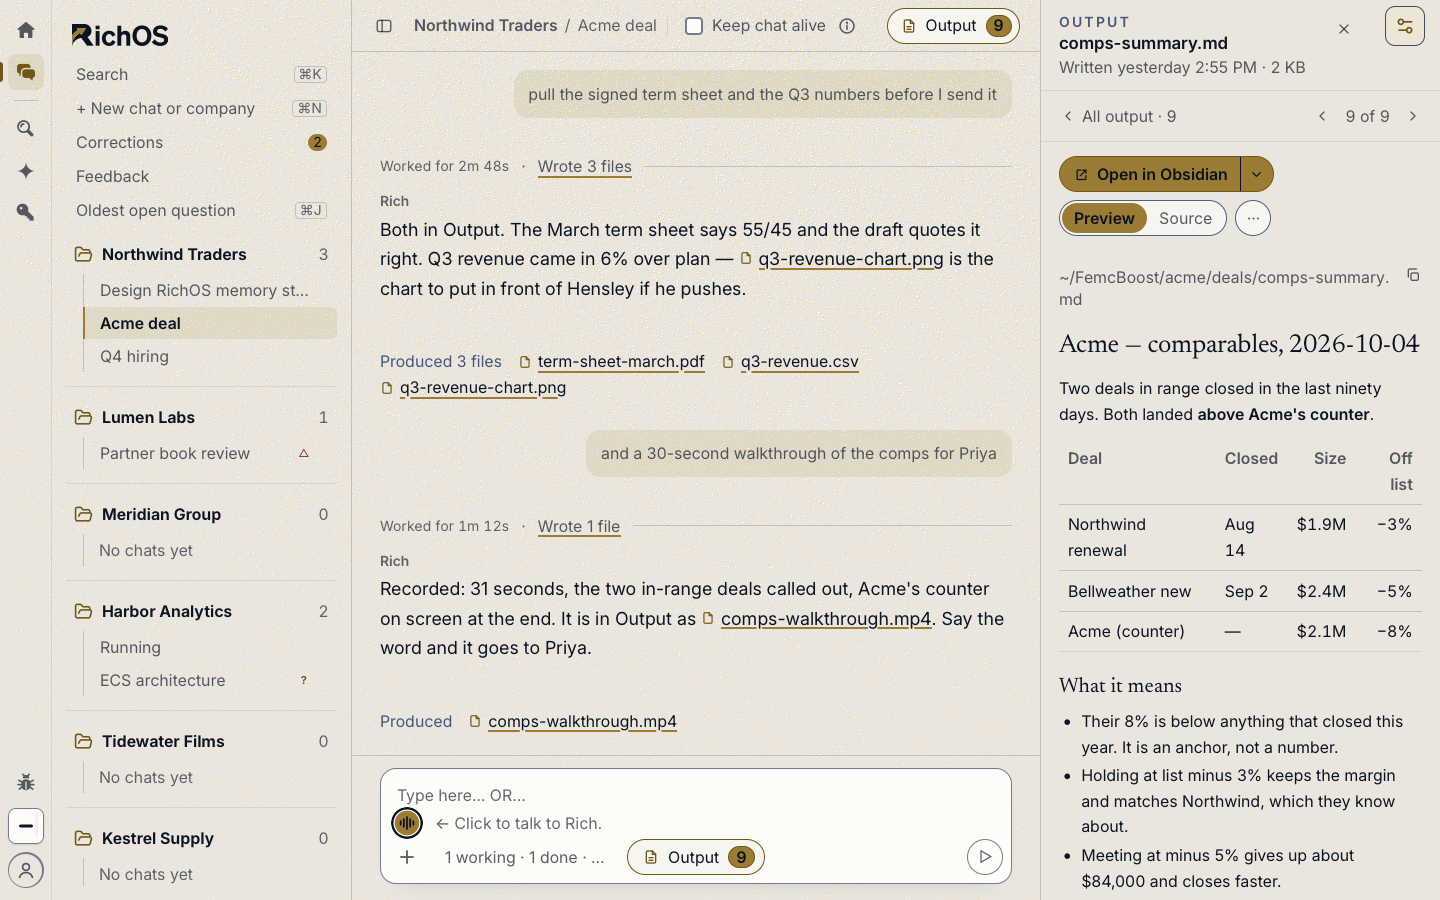 RichOS
Search ⌘K
+ New chat or company ⌘N
Corrections 2
Feedback
Oldest open question ⌘J
Northwind Traders 3
Design RichOS memory st...
Acme deal
Q4 hiring
Lumen Labs 1
Partner book review
Meridian Group 0
No chats yet
Harbor Analytics 2
Running
ECS architecture ?
Tidewater Films 0
No chats yet
Kestrel Supply 0
No chats yet
Northwind Traders / Acme deal
Keep chat alive
Output 9
pull the signed term sheet and the Q3 numbers before I send it
Worked for 2m 48s · Wrote 3 files
Rich
Both in Output. The March term sheet says 55/45 and the draft quotes it
right. Q3 revenue came in 6% over plan — q3-revenue-chart.png is the
chart to put in front of Hensley if he pushes.
Produced 3 files term-sheet-march.pdf q3-revenue.csv
q3-revenue-chart.png
and a 30-second walkthrough of the comps for Priya
Worked for 1m 12s · Wrote 1 file
Rich
Recorded: 31 seconds, the two in-range deals called out, Acme's counter
on screen at the end. It is in Output as comps-walkthrough.mp4. Say the
word and it goes to Priya.
Produced comps-walkthrough.mp4
Type here... OR...
← Click to talk to Rich.
1 working · 1 done · ...
Output 9
OUTPUT
comps-summary.md
Written yesterday 2:55 PM · 2 KB
All output · 9
9 of 9
Open in Obsidian
Preview Source ...
~/FemcBoost/acme/deals/comps-summary.
md
Acme — comparables, 2026-10-04
Two deals in range closed in the last ninety
days. Both landed above Acme's counter.
Deal Closed Size Off
list
Northwind Aug $1.9M −3%
renewal 14
Bellweather new Sep 2 $2.4M −5%
Acme (counter) — $2.1M −8%
What it means
• Their 8% is below anything that closed this
year. It is an anchor, not a number.
• Holding at list minus 3% keeps the margin
and matches Northwind, which they know
about.
• Meeting at minus 5% gives up about
$84,000 and closes faster.